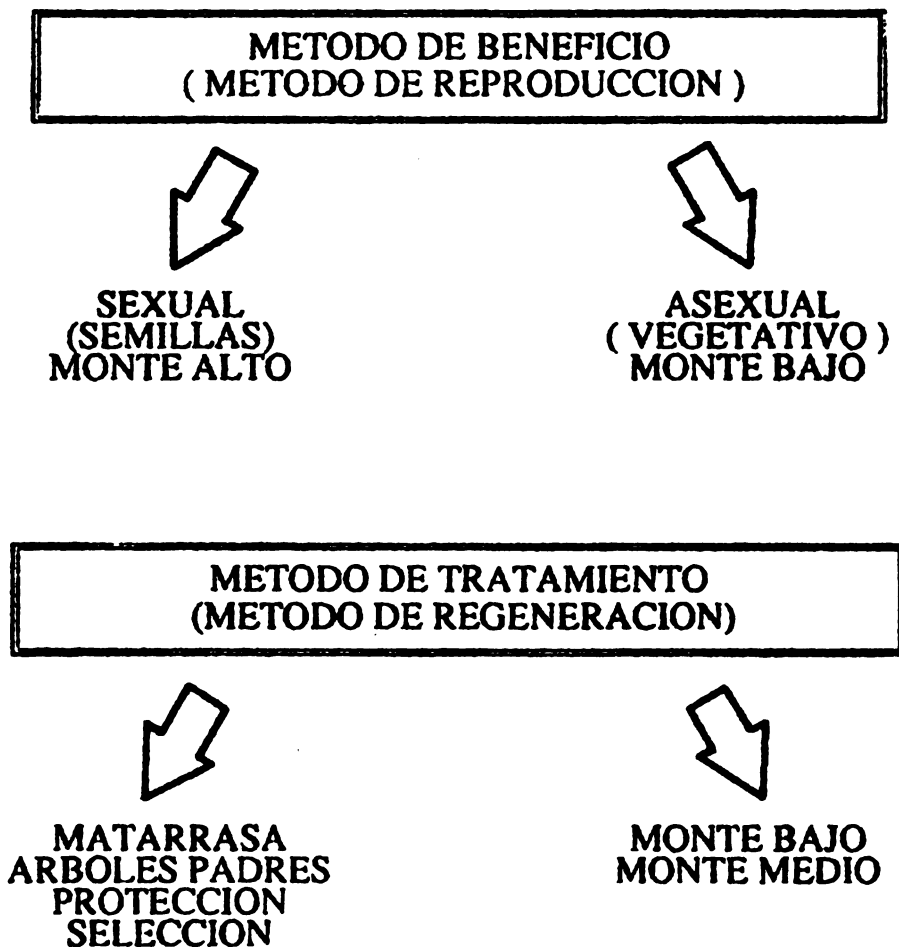 METODO DE BENEFICIO
( METODO DE REPRODUCCION )
SEXUAL
(SEMILLAS)
MONTE ALTO
ASEXUAL
( VEGETATIVO )
MONTE BAJO
METODO DE TRATAMIENTO
(METODO DE REGENERACION)
MATARRASA
ARBOLES PADRES
PROTECCION
SELECCION
MONTE BAJO
MONTE MEDIO